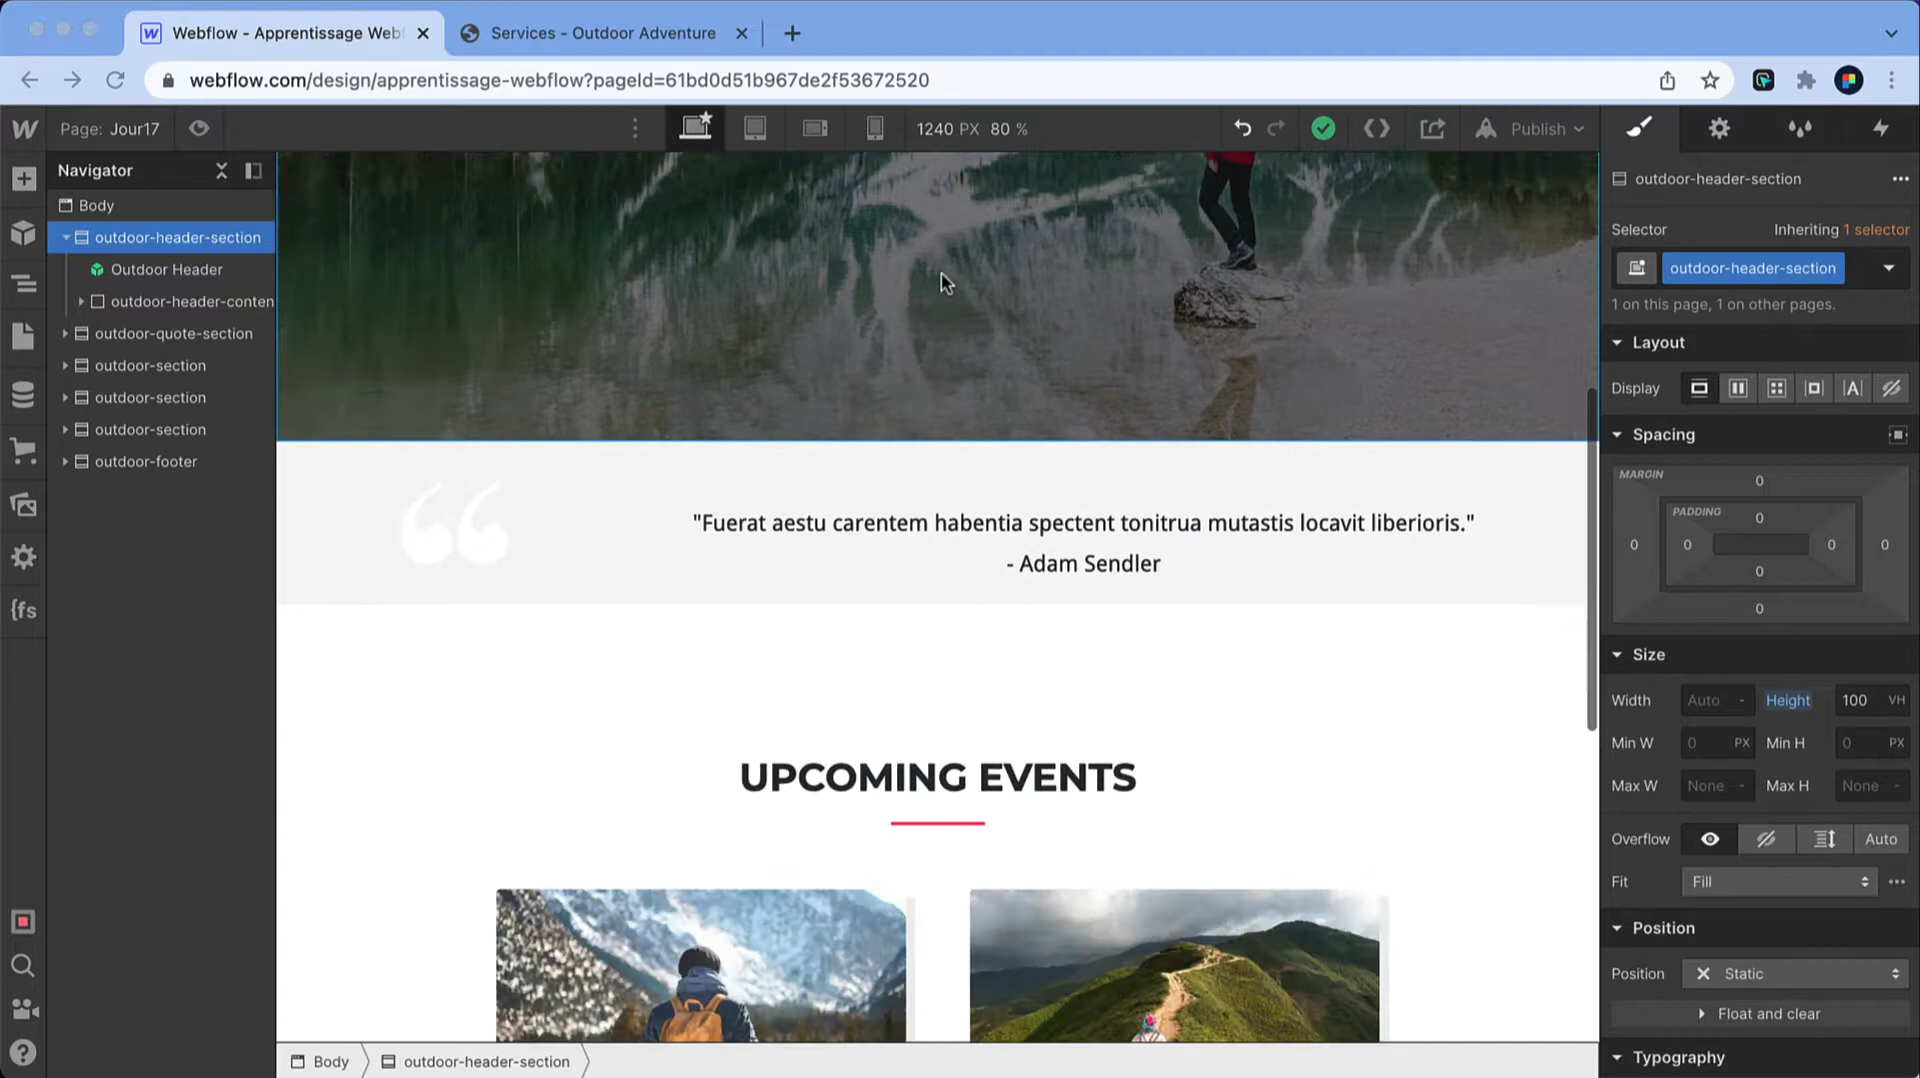 Webflow - Apprentissage Webf
Services - Outdoor Adventure
webflow.com/design/apprentissage-webflow?pageId=61bd0d51b967de2f53672520
Page: Jour17
1240 PX 80 %
Publish
Navigator
Body
outdoor-header-section
Outdoor Header
outdoor-header-conten
outdoor-quote-section
outdoor-section
outdoor-section
outdoor-section
outdoor-footer
{fs
"Fuerat aestu carentem habentia spectent tonitrua mutastis locavit liberioris."
- Adam Sendler
UPCOMING EVENTS
Body
outdoor-header-section
outdoor-header-section
Selector
Inheriting 1 selector
outdoor-header-section
1 on this page, 1 on other pages.
Layout
Display
Spacing
MARGIN
0
PADDING
0
0
0
0
0
0
0
Size
Width Auto - Height 100 VH
Min W 0 PX Min H 0 PX
Max W None - Max H None -
Overflow Auto
Fit Fill
Position
Position Static
Float and clear
Typography